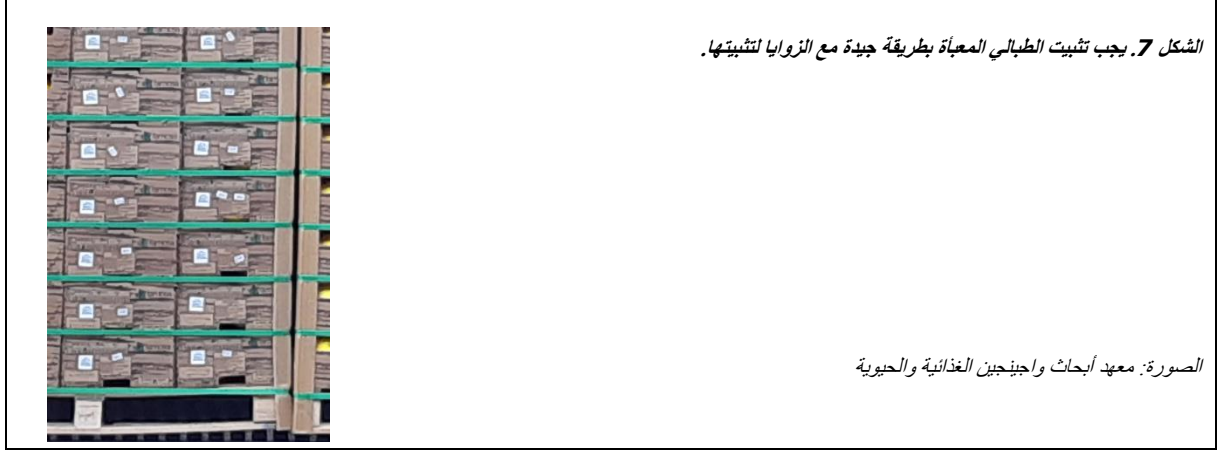 الشكل 7. يجب تثبيت الطبالي المعبأة بطريقة جيدة مع الزوايا لتثبيتها.
الصورة: معهد أبحاث واجينجين الغذائية والحيوية